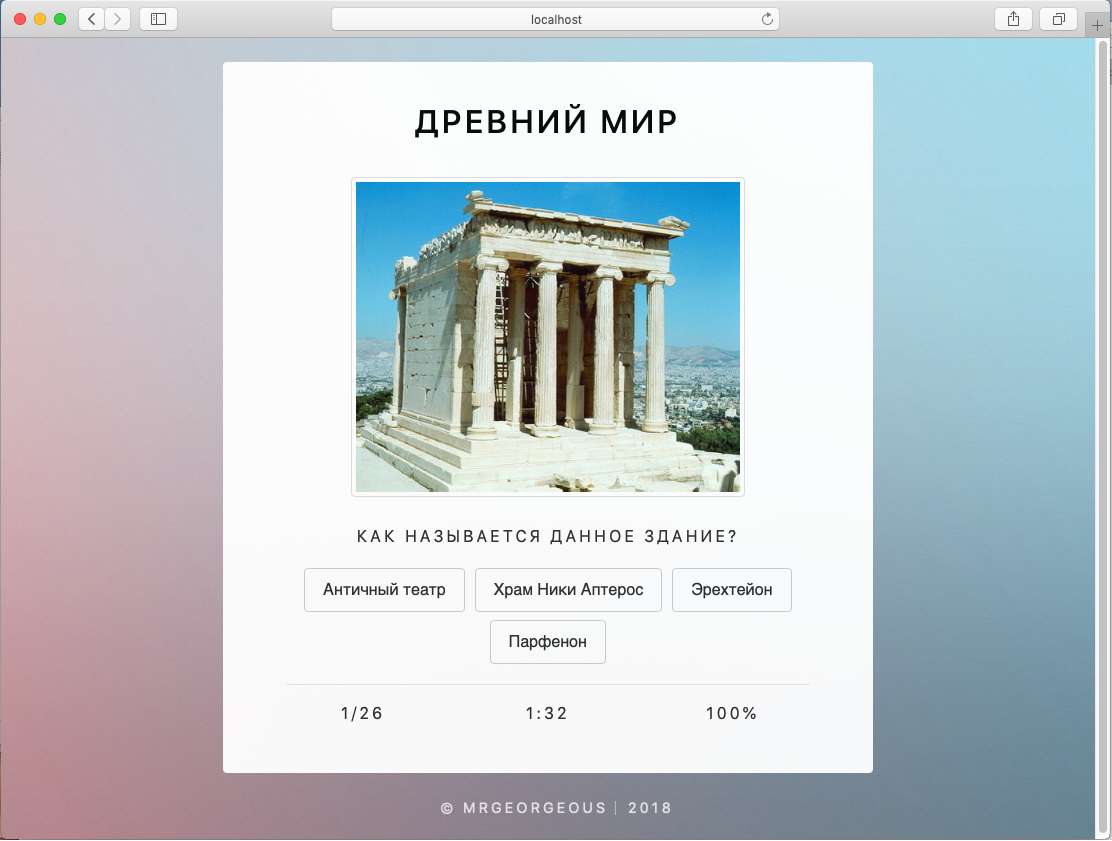 localhost
ДРЕВНИЙ МИР
КАК НАЗЫВАЕТСЯ ДАННОЕ ЗДАНИЕ?
Античный театр Храм Ники Аптерос Эрехтейон
Парфенон
1/26 1:32 100%
© MRGEORGEOUS | 2018